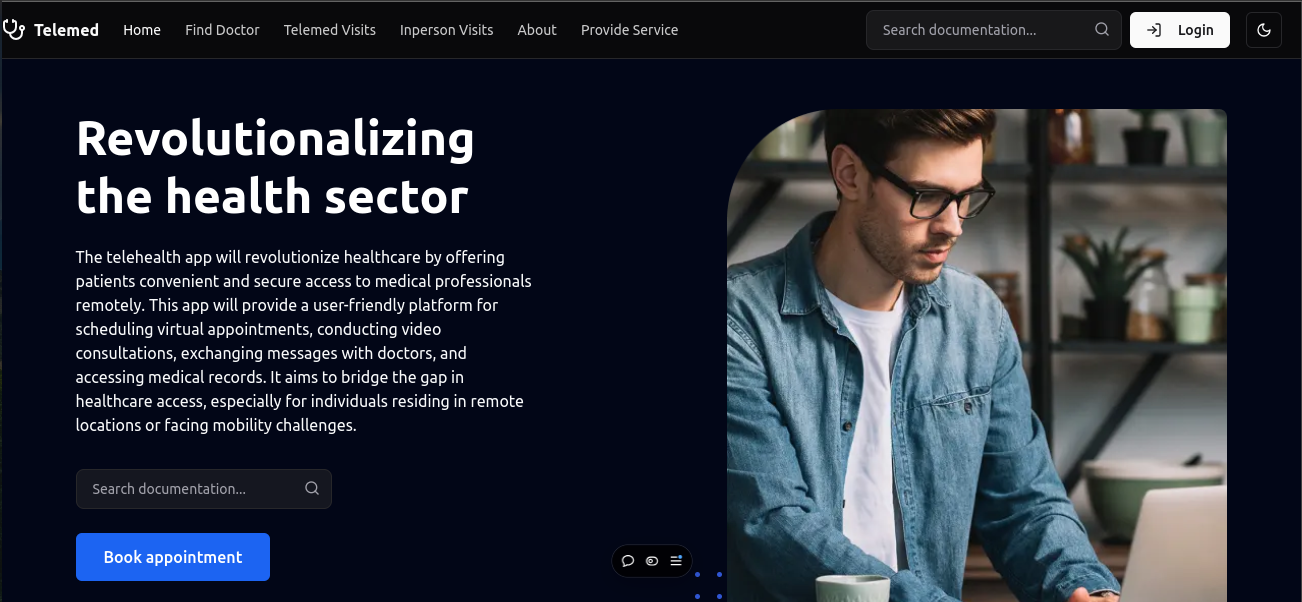 Telemed
Home
Find Doctor
Telemed Visits
Inperson Visits
About
Provide Service
Search documentation...
Login
Revolutionalizing
the health sector
The telehealth app will revolutionize healthcare by offering
patients convenient and secure access to medical professionals
remotely. This app will provide a user-friendly platform for
scheduling virtual appointments, conducting video
consultations, exchanging messages with doctors, and
accessing medical records. It aims to bridge the gap in
healthcare access, especially for individuals residing in remote
locations or facing mobility challenges.
Search documentation...
Book appointment